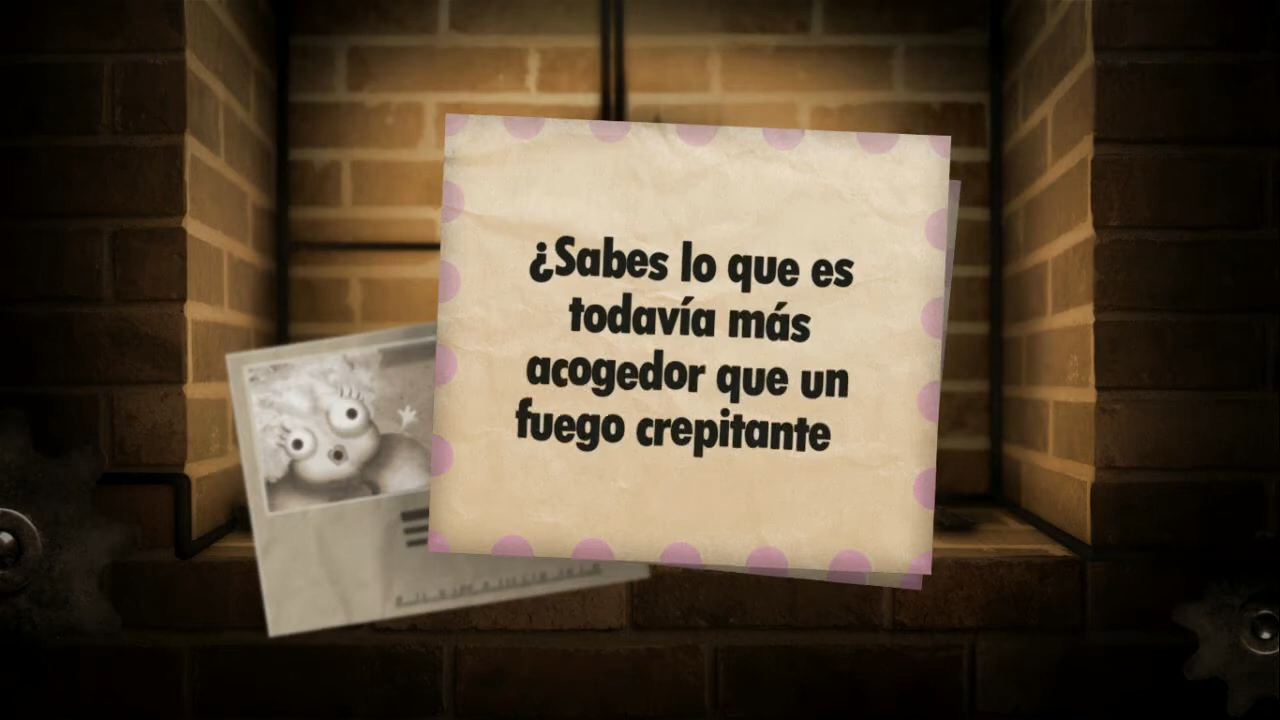 ¿Sabes lo que es
todavía más
acogedor que un
fuego crepitante